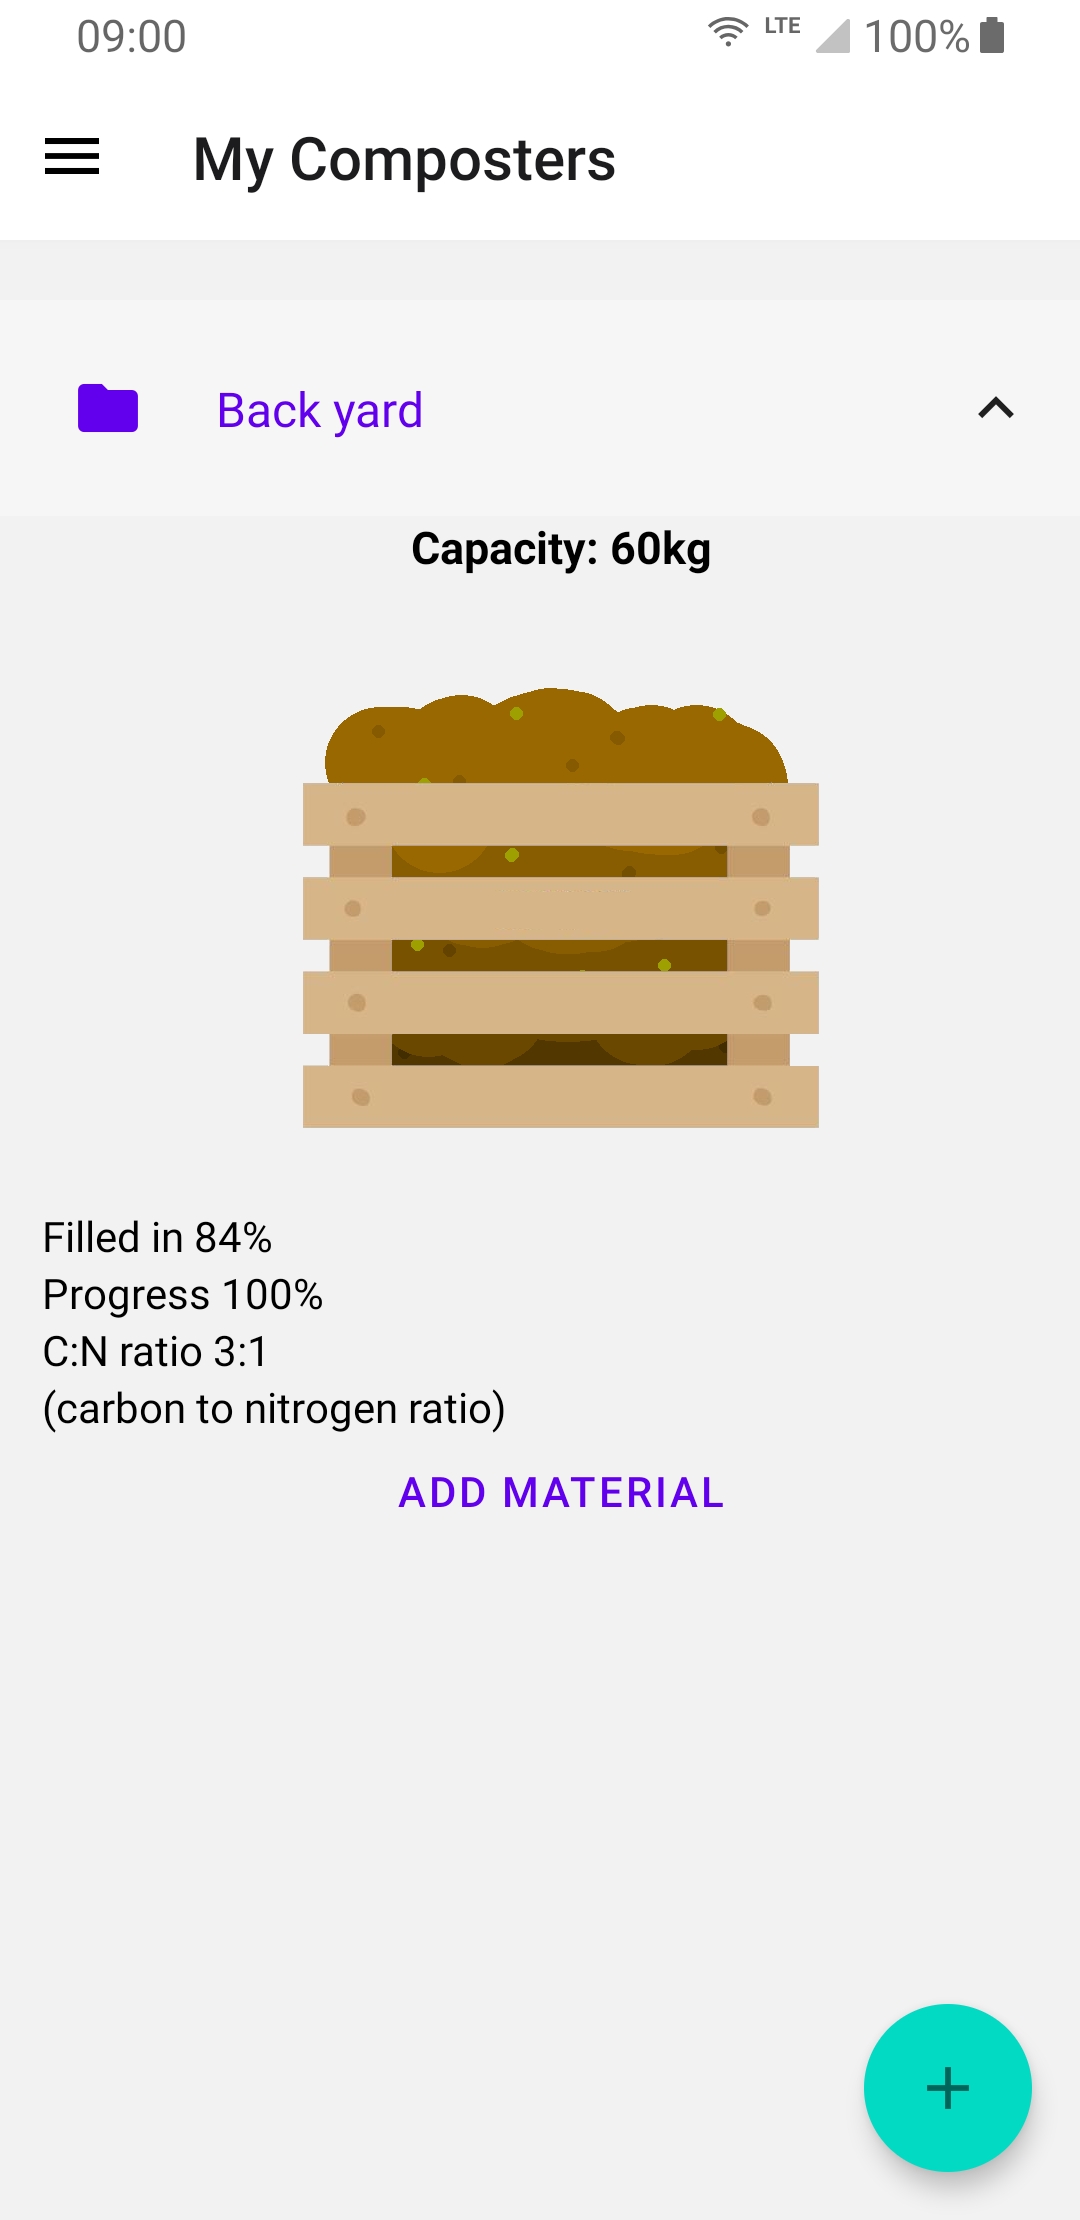 09:00
LTE 100%
My Composters
Back yard
Capacity: 60kg
Filled in 84%
Progress 100%
C:N ratio 3:1
(carbon to nitrogen ratio)
ADD MATERIAL